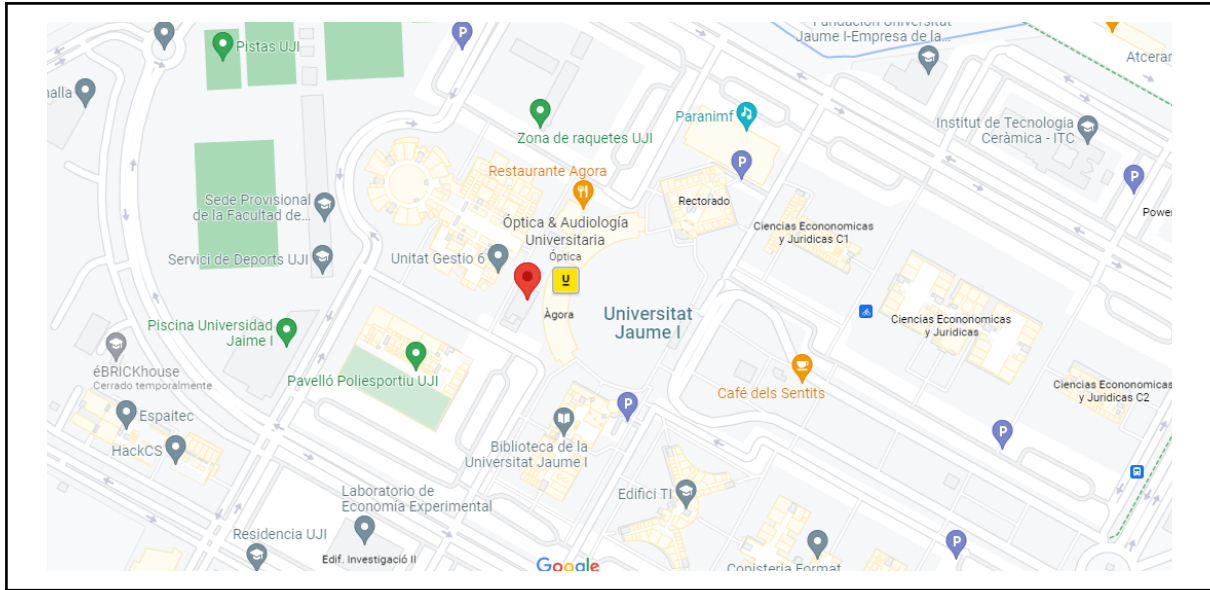 Fundación Universitat
Jaume I-Empresa de la...
Atcerar
Pistas UJI
P
nalla
Zona de raquetes UJI
Paranimf
Institut de Tecnologia
Ceràmica - ITC
P
P
Restaurante Agora
Rectorado
Sede Provisional
de la Facultad de...
Óptica & Audiología
Universitaria
Óptica
Ciencias Econonomicas
y Juridicas C1
Power
Servici de Deports UJI
Unitat Gestio 6
u
Àgora
Universitat
Jaume I
Ciencias Econonomicas
y Juridicas
Piscina Universidad
Jaime I
éBRICKhouse
Cerrado temporalmente
Pavelló Poliesportiu UJI
Café dels Sentits
Ciencias Econonomicas
y Juridicas C2
Espaitec
P
P
HackCS
Biblioteca de la
Universitat Jaume I
Laboratorio de
Economía Experimental
Edifici TI
Residencia UJI
Edif. Investigació II
P
Google
Copisteria Format